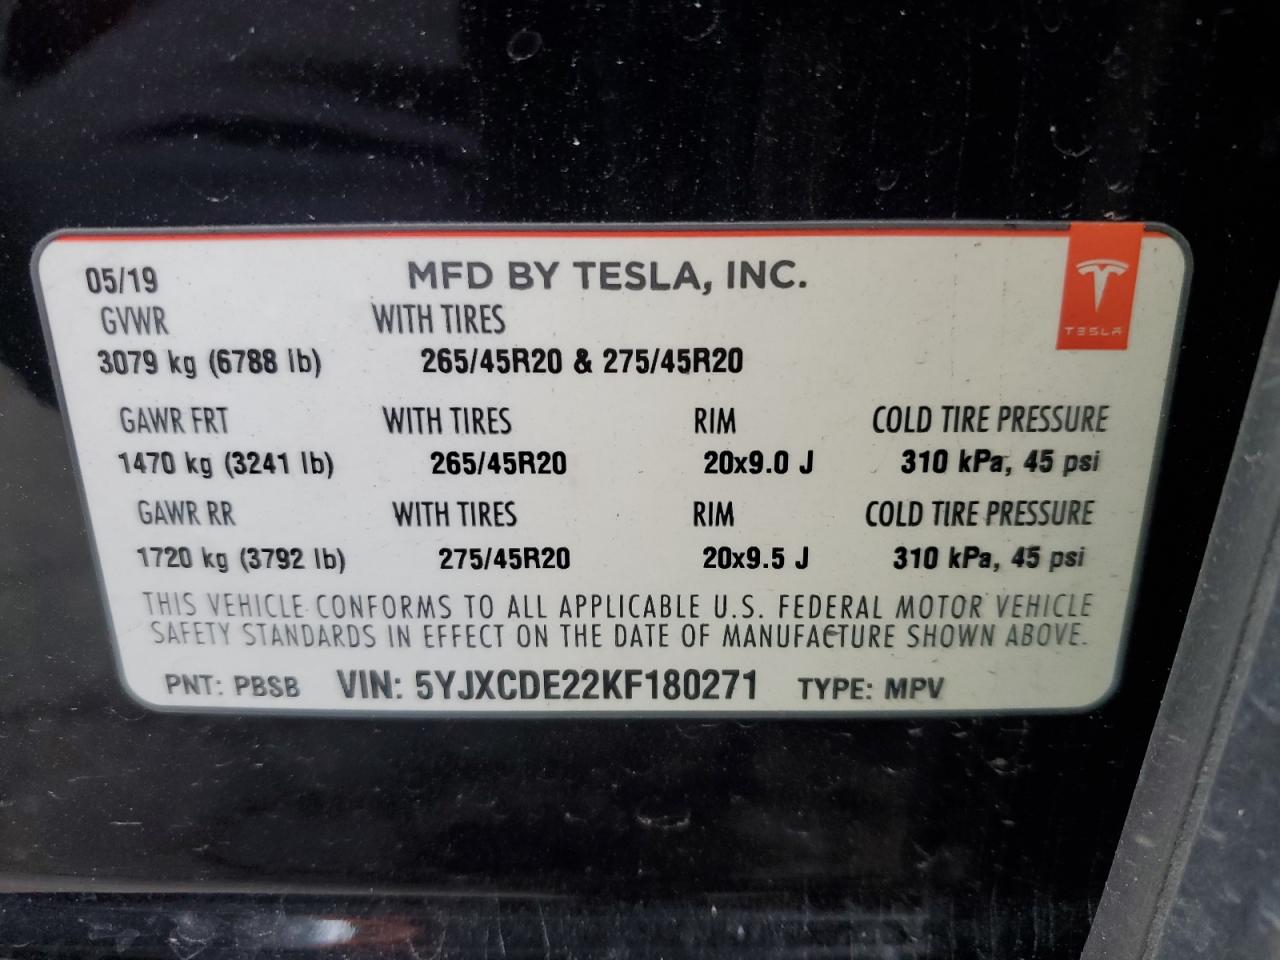 05/19 MFD BY TESLA, INC.
TESLA
GVWR WITH TIRES
3079 kg (6788 lb) 265/45R20 & 275/45R20
GAWR FRT WITH TIRES RIM COLD TIRE PRESSURE
1470 kg (3241 lb) 265/45R20 20x9.0 J 310 kPa, 45 psi
GAWR RR WITH TIRES RIM COLD TIRE PRESSURE
1720 kg (3792 lb) 275/45R20 20x9.5 J 310 kPa, 45 psi
THIS VEHICLE CONFORMS TO ALL APPLICABLE U.S. FEDERAL MOTOR VEHICLE
SAFETY STANDARDS IN EFFECT ON THE DATE OF MANUFACTURE SHOWN ABOVE.
PNT: PBSB VIN: 5YJXCDE22KF180271 TYPE: MPV